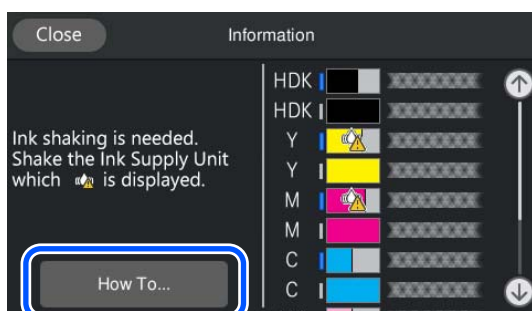 Close
Information
Ink shaking is needed.
Shake the Ink Supply Unit
which is displayed.
How To...
HDK
HDK
Y
Y
M
M
C
C